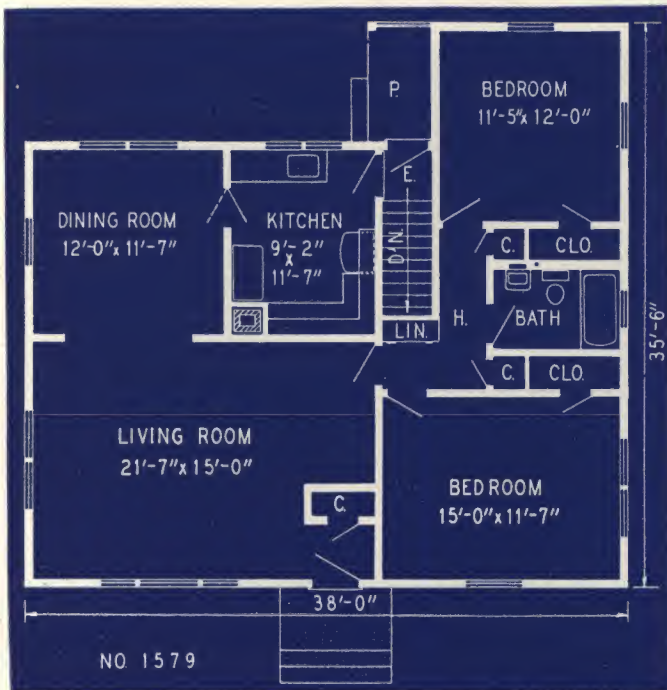 P.
BEDROOM
11'-5" x 12'-0"
E.
DINING ROOM
12'-0" x 11'-7"
KITCHEN
9'-2"
x
11'-7"
D'N.
C.
CLO.
LIN.
H.
BATH
C.
CLO.
35'-6"
LIVING ROOM
21'-7" x 15'-0"
C.
BEDROOM
15'-0" x 11'-7"
38'-0"
NO. 1579